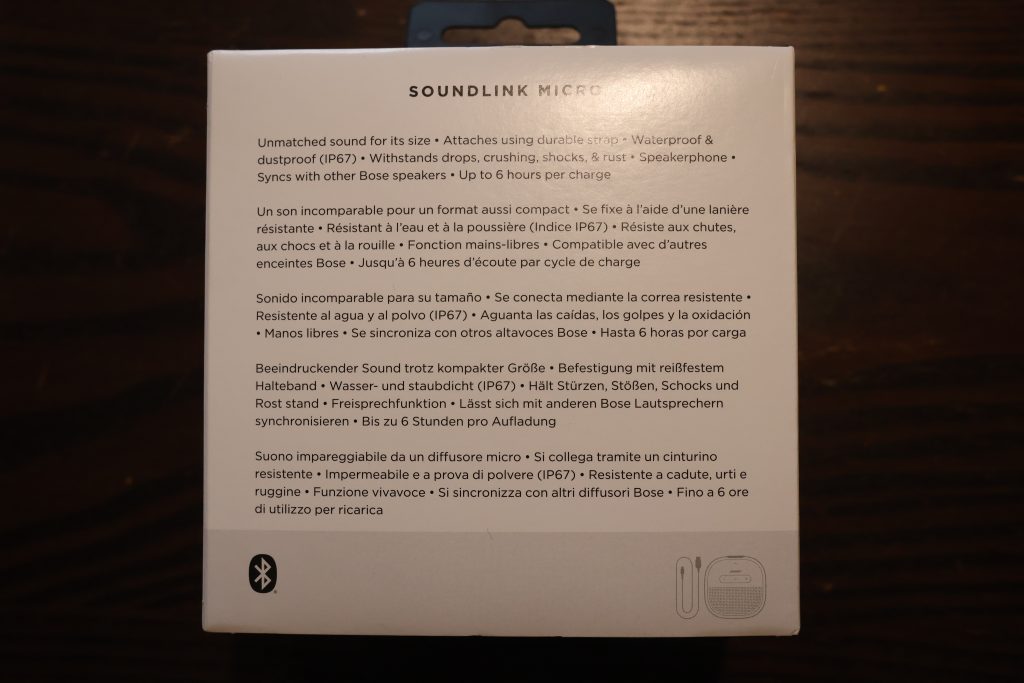 SOUNDLINK MICRO
Unmatched sound for its size • Attaches using durable strap • Waterproof &
dustproof (IP67) • Withstands drops, crushing, shocks, & rust • Speakerphone •
Syncs with other Bose speakers • Up to 6 hours per charge
Un son incomparable pour un format aussi compact • Se fixe à l'aide d'une lanière
résistante • Résistant à l'eau et à la poussière (Indice IP67) • Résiste aux chutes,
aux chocs et à la rouille • Fonction mains-libres • Compatible avec d'autres
enceintes Bose • Jusqu'à 6 heures d'écoute par cycle de charge
Sonido incomparable para su tamaño • Se conecta mediante la correa resistente •
Resistente al agua y al polvo (IP67) • Aguanta las caídas, los golpes y la oxidación
• Manos libres • Se sincroniza con otros altavoces Bose • Hasta 6 horas por carga
Beeindruckender Sound trotz kompakter Größe • Befestigung mit reißfestem
Halteband • Wasser- und staubdicht (IP67) • Hält Stürzen, Stößen, Schocks und
Rost stand • Freisprechfunktion • Lässt sich mit anderen Bose Lautsprechern
synchronisieren • Bis zu 6 Stunden pro Aufladung
Suono impareggiabile da un diffusore micro • Si collega tramite un cinturino
resistente • Impermeabile e a prova di polvere (IP67) • Resistente a cadute, urti e
ruggine • Funzione vivavoce • Si sincronizza con altri diffusori Bose • Fino a 6 ore
di utilizzo per ricarica